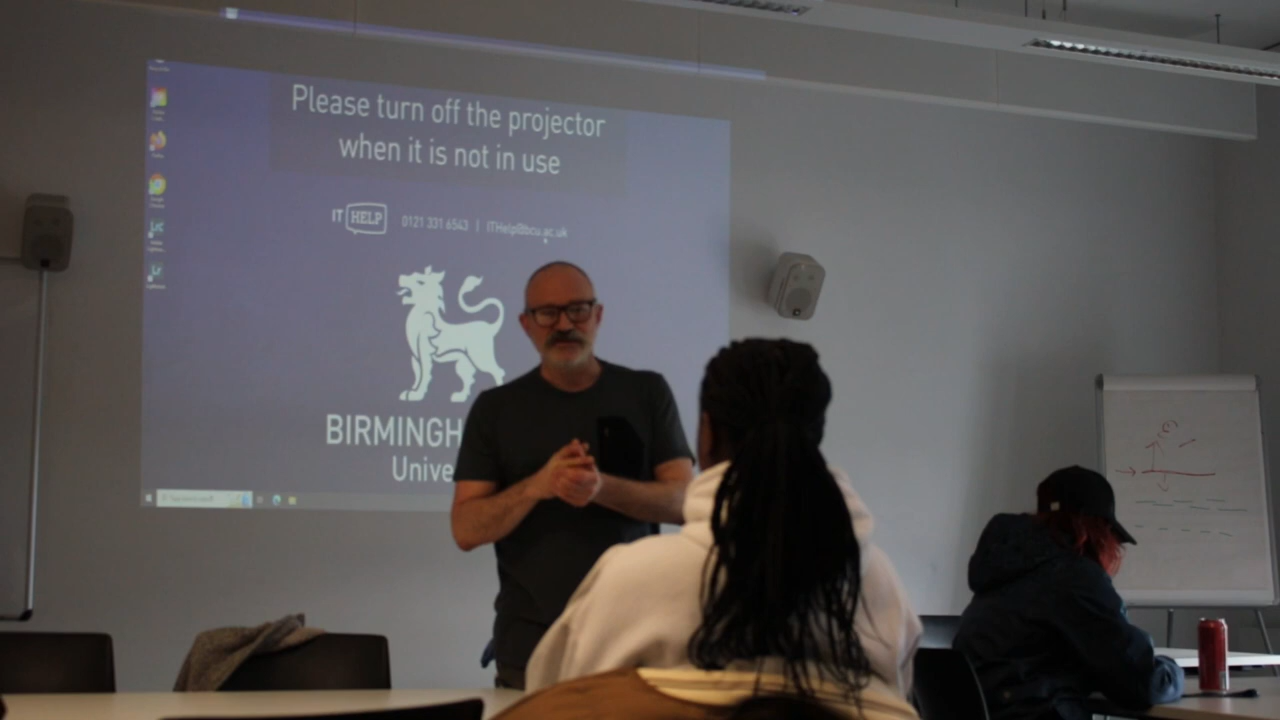 Please turn off the projector
when it is not in use
IT HELP 0121 331 6543 | ITHelp@bcu.ac.uk
BIRMINGH
Unive